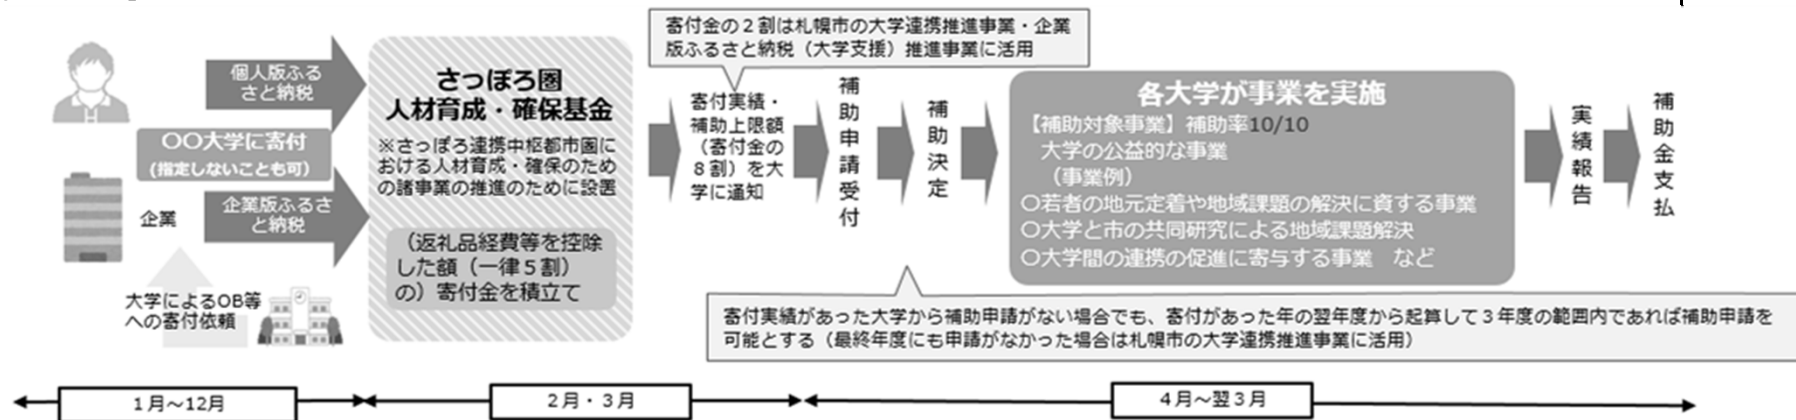 個人版ふる
さと納税
〇〇大学に寄付
(指定しないことも可)
企業
企業版ふるさ
と納税
大学によるOB等
への寄付依頼
さっぽろ圏
人材育成・確保基金
※さっぽろ連携中枢都市圏に
おける人材育成・確保のため
の諸事業の推進のために設置
（返礼品経費等を控除
した額（一律５割）
の）寄付金を積立て
寄付金の２割は札幌市の大学連携推進事業・企業
版ふるさと納税（大学支援）推進事業に活用
寄付実績・
補助上限額
（寄付金の
８割）を大
学に通知
補助申請受付
補助決定
各大学が事業を実施
【補助対象事業】補助率10/10
大学の公益的な事業
（事業例）
〇若者の地元定着や地域課題の解決に資する事業
〇大学と市の共同研究による地域課題解決
〇大学間の連携の促進に寄与する事業　など
実績報告
補助金支払
寄付実績があった大学から補助申請がない場合でも、寄付があった年の翌年度から起算して３年度の範囲内であれば補助申請を
可能とする（最終年度にも申請がなかった場合は札幌市の大学連携推進事業に活用）
１月～12月
２月・３月
４月～翌３月